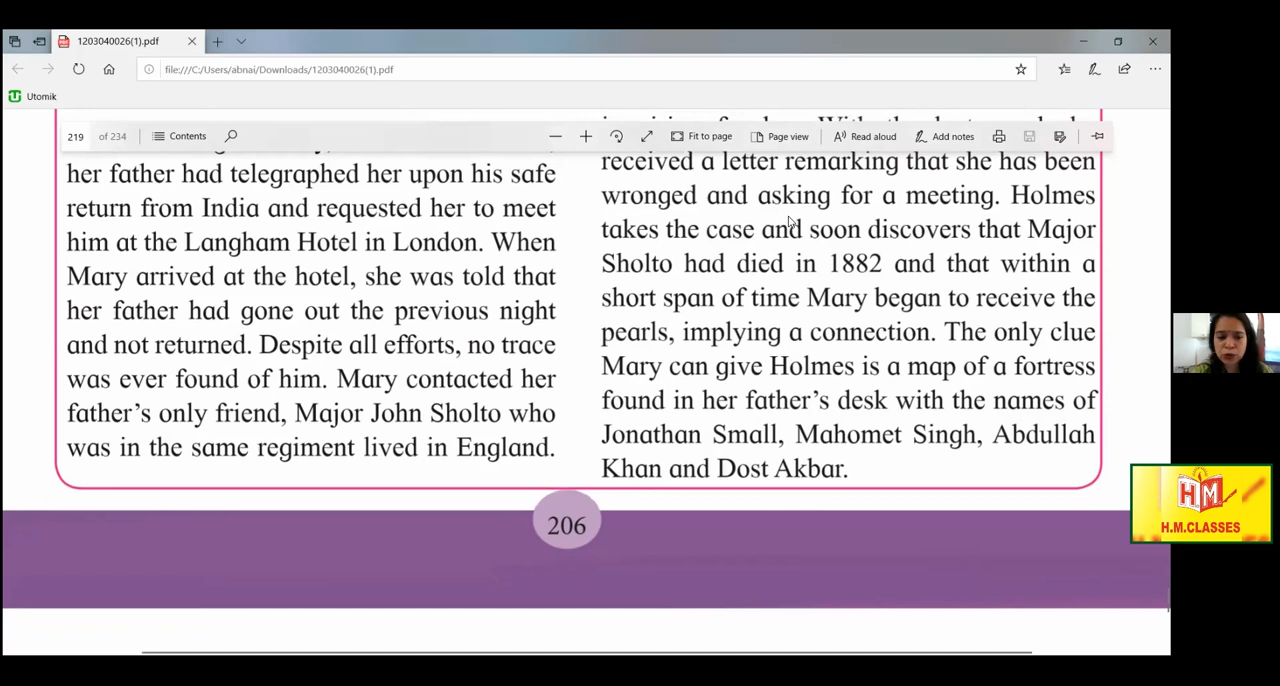 1203040026(1).pdf
file:///C:/Users/abnai/Downloads/1203040026(1).pdf
Utomik
219 of 234 Contents Fit to page Page view Read aloud Add notes
her father had telegraphed her upon his safe
return from India and requested her to meet
him at the Langham Hotel in London. When
Mary arrived at the hotel, she was told that
her father had gone out the previous night
and not returned. Despite all efforts, no trace
was ever found of him. Mary contacted her
father's only friend, Major John Sholto who
was in the same regiment lived in England.
received a letter remarking that she has been
wronged and asking for a meeting. Holmes
takes the case and soon discovers that Major
Sholto had died in 1882 and that within a
short span of time Mary began to receive the
pearls, implying a connection. The only clue
Mary can give Holmes is a map of a fortress
found in her father's desk with the names of
Jonathan Small, Mahomet Singh, Abdullah
Khan and Dost Akbar.
206
HM
H.M.CLASSES